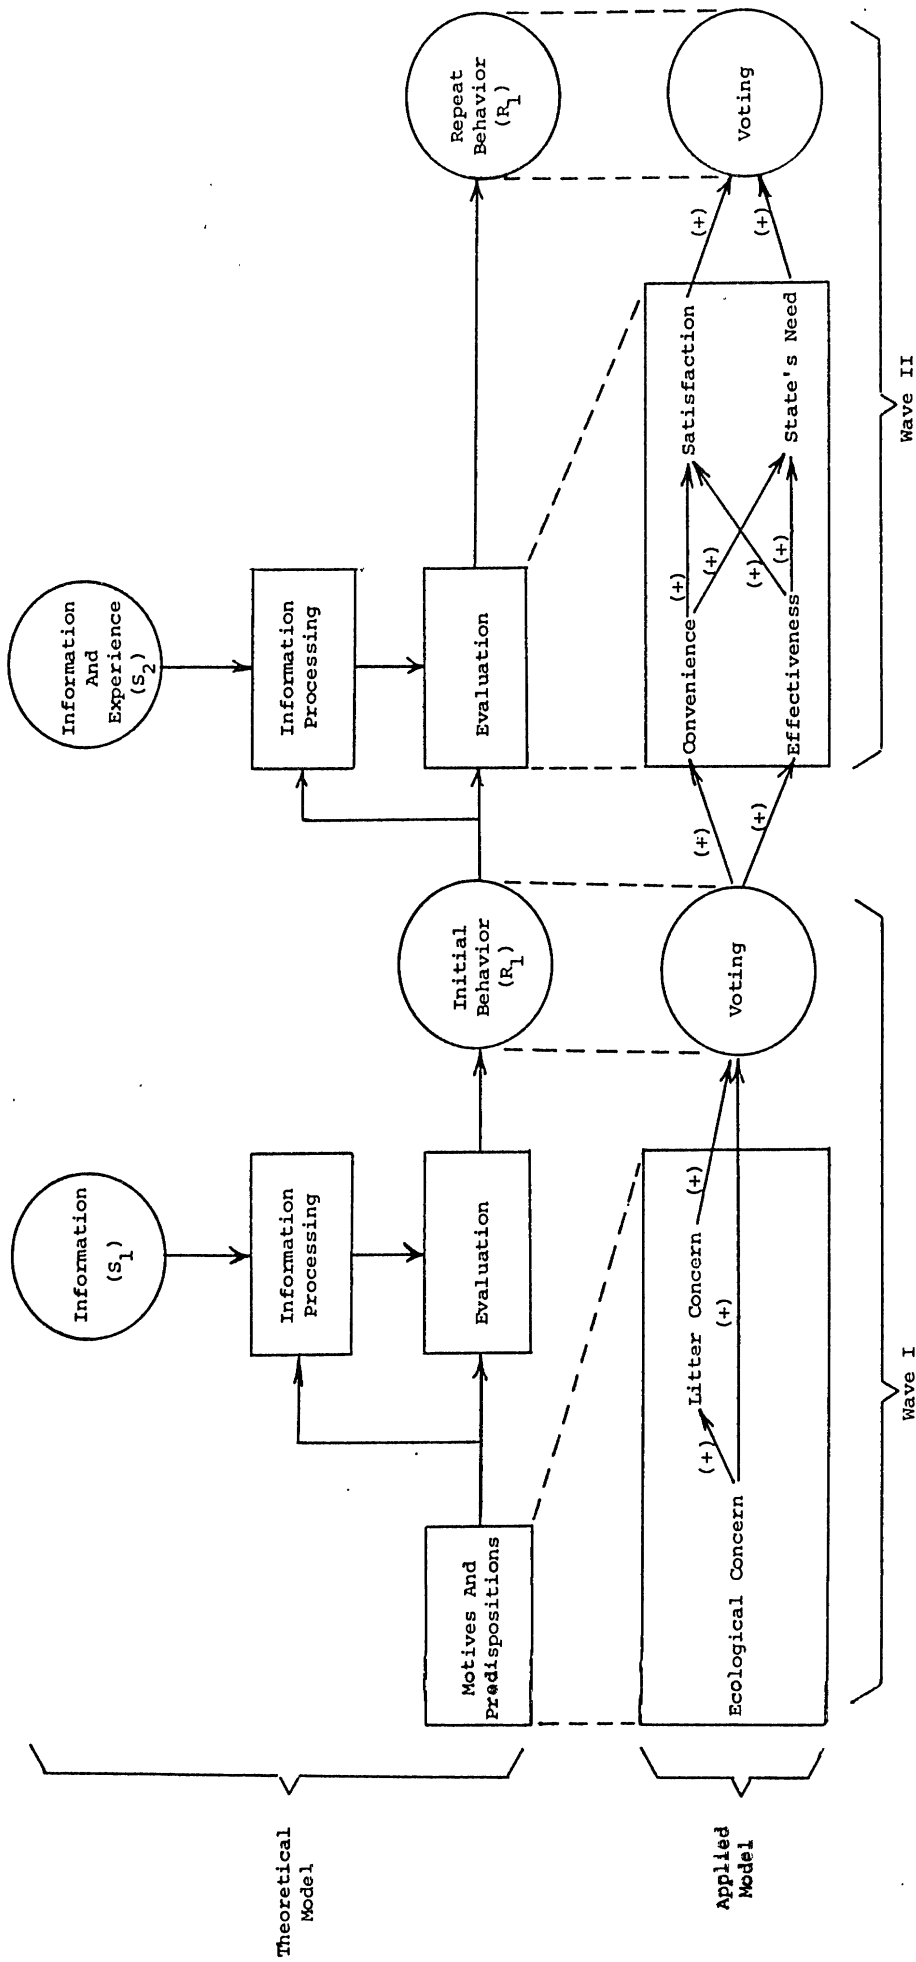 Theoretical
Model
Information
(S1)
Information
Processing
Motives And
Predispositions
Evaluation
Initial
Behavior
(R1)
Information
And
Experience
(S2)
Information
Processing
Evaluation
Repeat
Behavior
(R1)
Applied
Model
Ecological Concern
(+)
Litter Concern
(+)
(+)
Voting
(+)
(+)
Convenience
Effectiveness
(+)
(+)
(+)
(+)
Satisfaction
State's Need
(+)
(+)
Voting
Wave I
Wave II